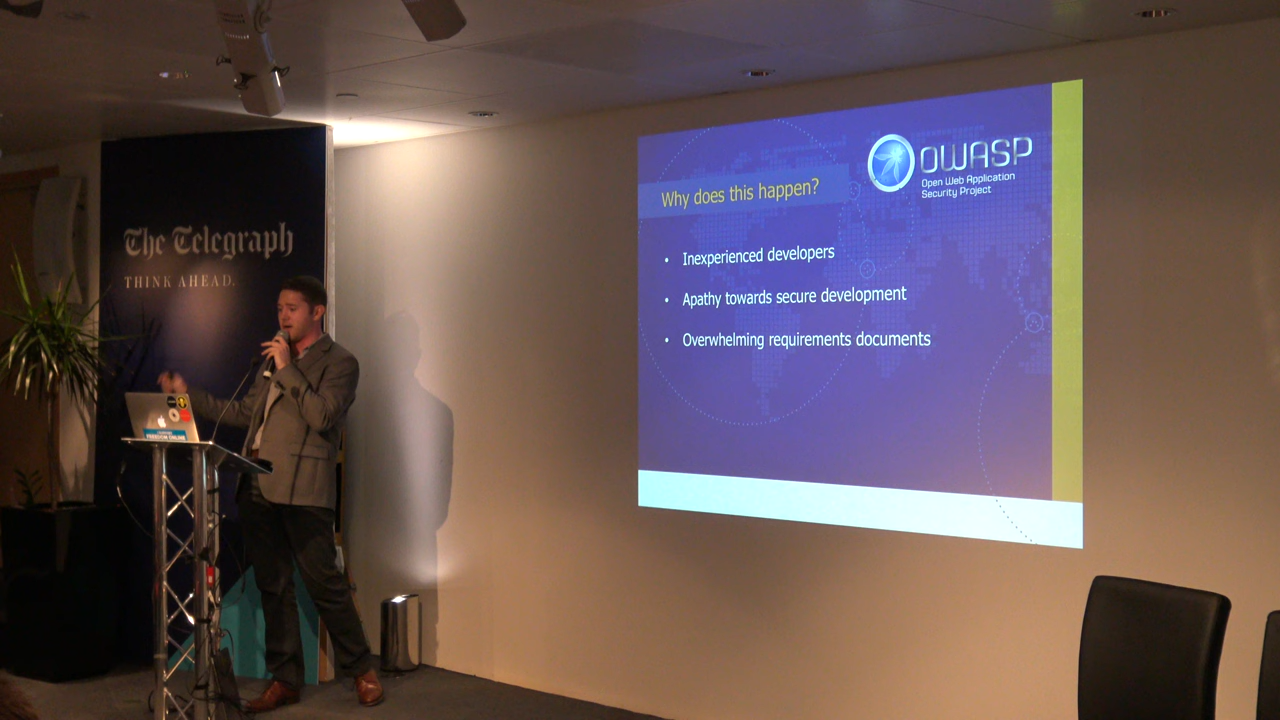 The Telegraph
THINK AHEAD.
OWASP
Open Web Application
Security Project
Why does this happen?
• Inexperienced developers
• Apathy towards secure development
• Overwhelming requirements documents